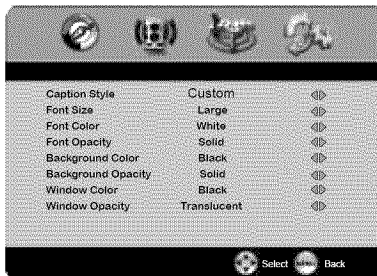 Caption Style Custom
Font Size Large
Font Color White
Font Opacity Solid
Background Color Black
Background Opacity Solid
Window Color Black
Window Opacity Translucent
Select Back